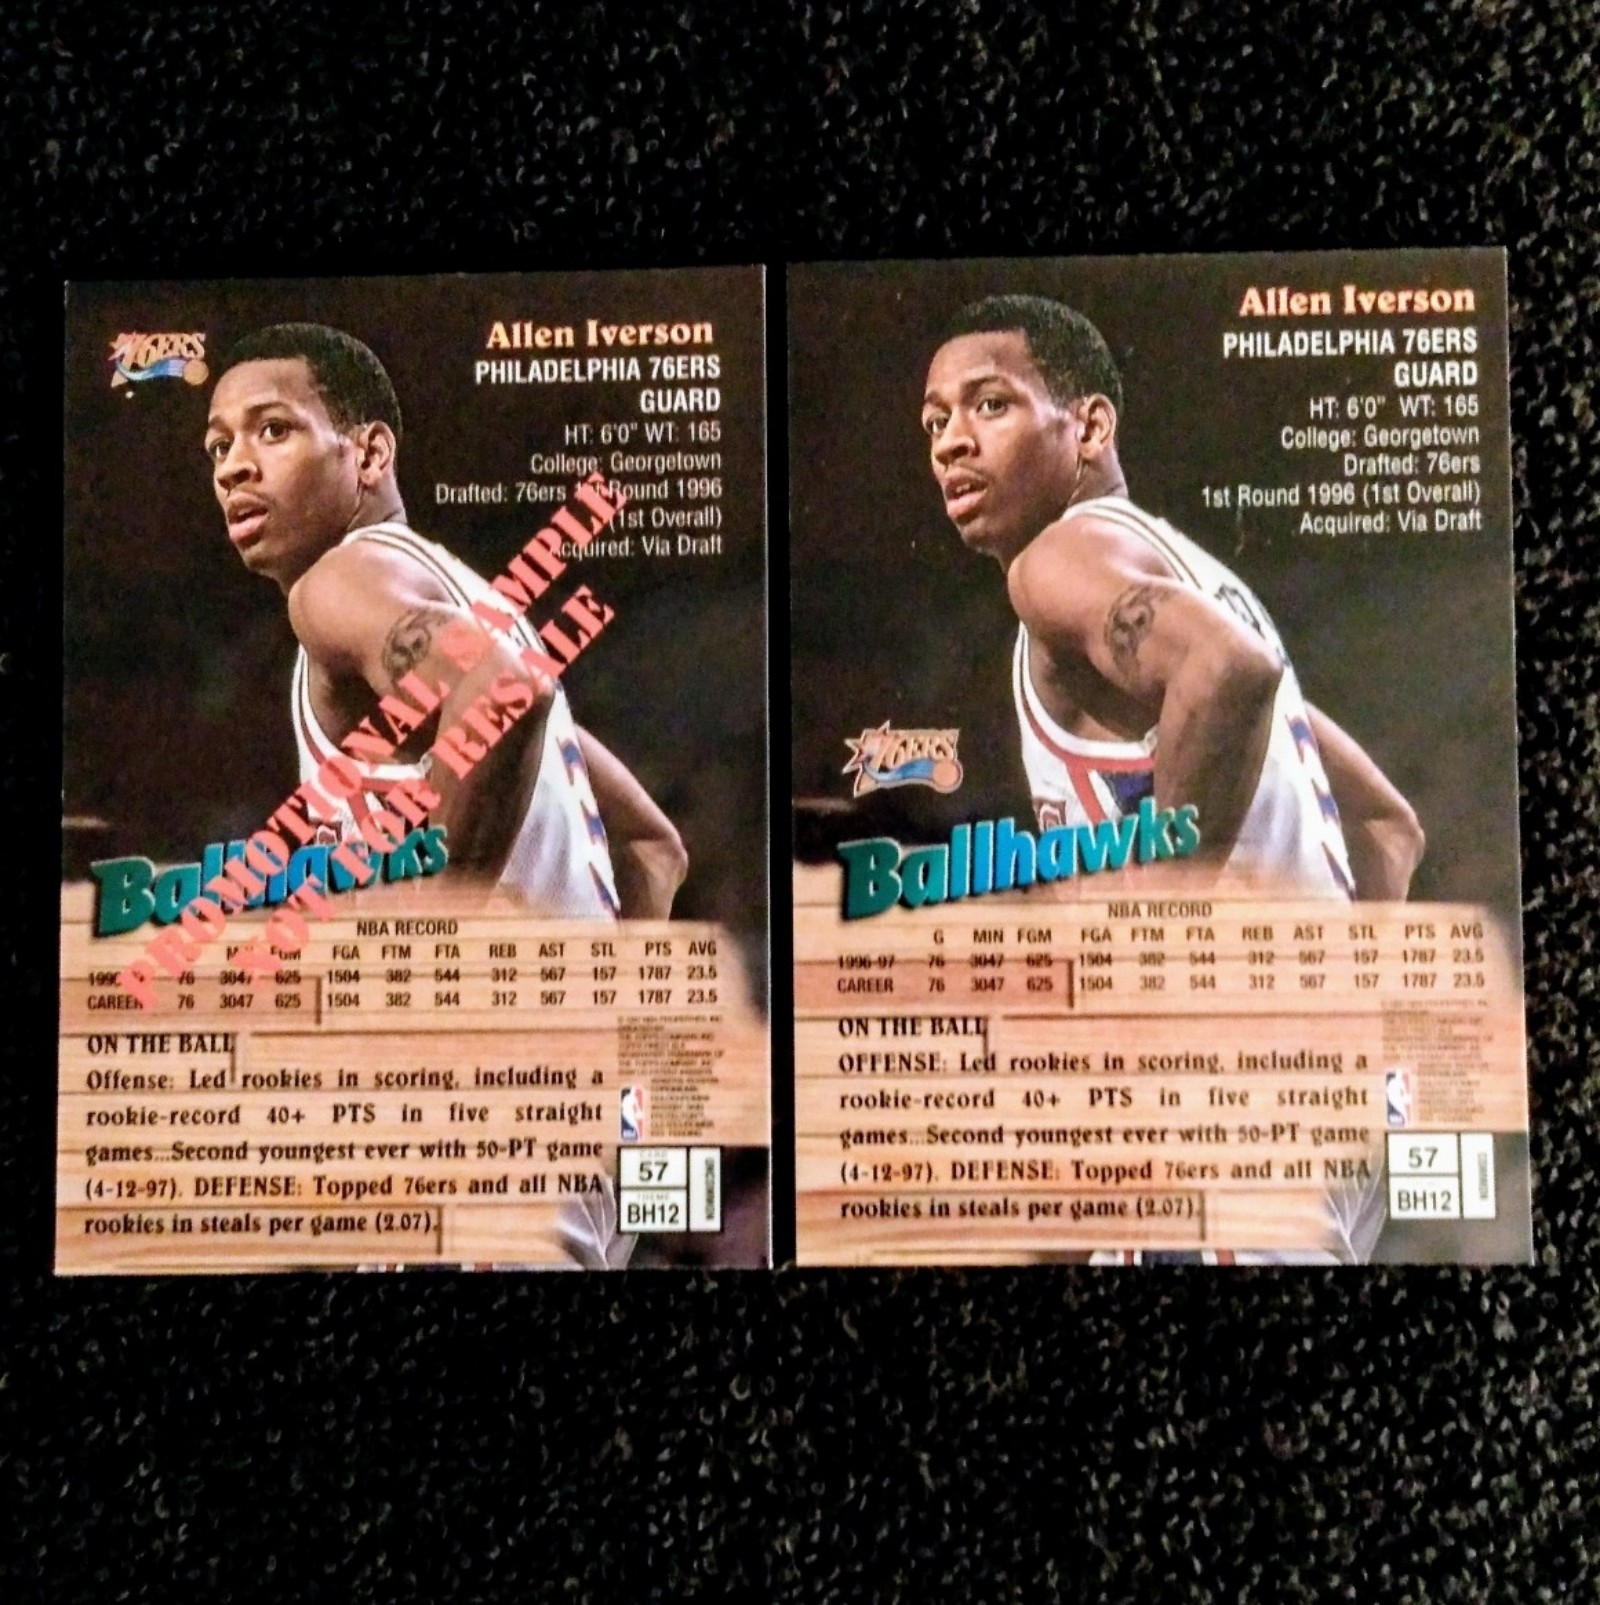 76ERS
Allen Iverson
PHILADELPHIA 76ERS
GUARD
HT: 6'0" WT: 165
College: Georgetown
Drafted: 76ers 1st Round 1996
(1st Overall)
Acquired: Via Draft
PROMOTIONAL SAMPLE
NOT FOR RESALE
Ballhawks
NBA RECORD
MIN FGM FGA FTM FTA REB AST STL PTS AVG
76 3047 625 1504 382 544 312 567 157 1787 23.5
CAREER 76 3047 625 1504 382 544 312 567 157 1787 23.5
ON THE BALL
Offense: Led rookies in scoring, including a
rookie-record 40+ PTS in five straight
games...Second youngest ever with 50-PT game
(4-12-97). DEFENSE: Topped 76ers and all NBA
rookies in steals per game (2.07).
CARD
57
THEME
BH12
UNCOMMON
Allen Iverson
PHILADELPHIA 76ERS
GUARD
HT: 6'0" WT: 165
College: Georgetown
Drafted: 76ers
1st Round 1996 (1st Overall)
Acquired: Via Draft
76ERS
Ballhawks
NBA RECORD
G MIN FGM FGA FTM FTA REB AST STL PTS AVG
1996-97 76 3047 625 1504 382 544 312 567 157 1787 23.5
CAREER 76 3047 625 1504 382 544 312 567 157 1787 23.5
ON THE BALL
OFFENSE: Led rookies in scoring, including a
rookie-record 40+ PTS in five straight
games...Second youngest ever with 50-PT game
(4-12-97). DEFENSE: Topped 76ers and all NBA
rookies in steals per game (2.07).
57
BH12
COMMON